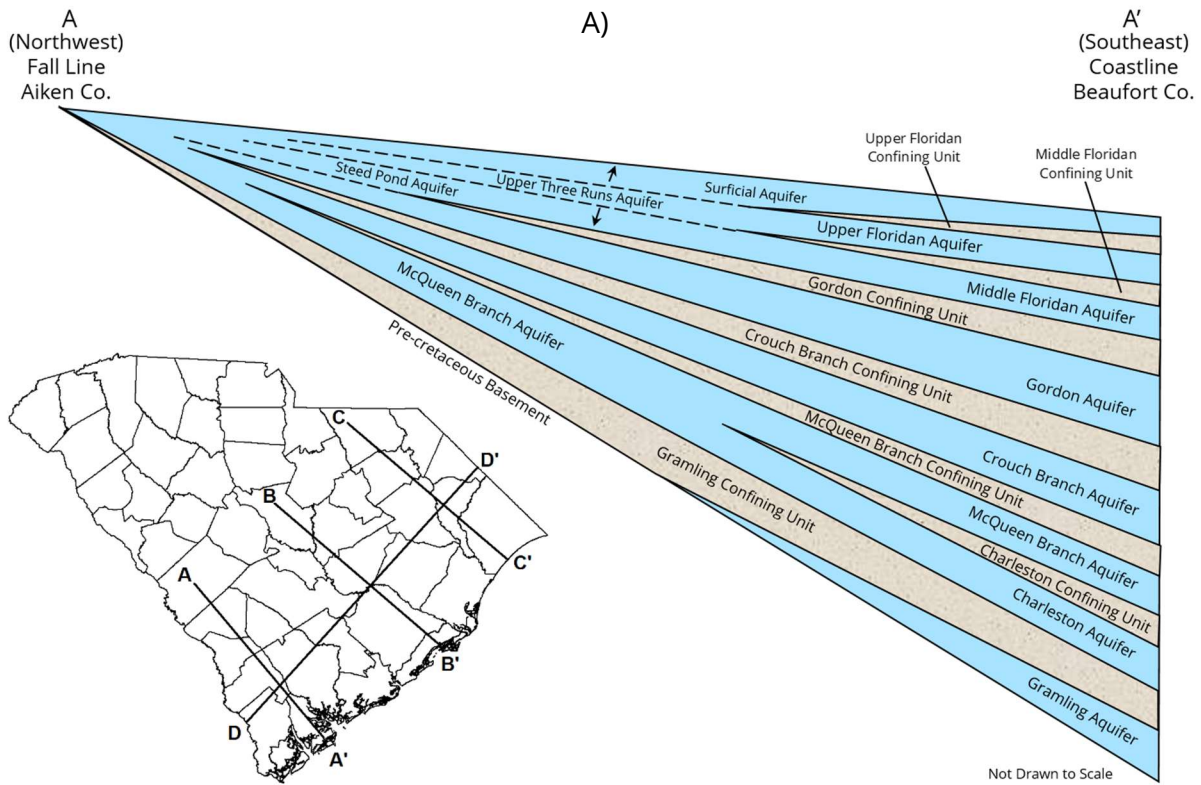 A)
A
(Northwest)
Fall Line
Aiken Co.
A’
(Southeast)
Coastline
Beaufort Co.
Upper Floridan
Confining Unit
Middle Floridan
Confining Unit
Steed Pond Aquifer
Upper Three Runs Aquifer
Surficial Aquifer
Upper Floridan Aquifer
Middle Floridan Aquifer
Gordon Confining Unit
Gordon Aquifer
Crouch Branch Confining Unit
Crouch Branch Aquifer
McQueen Branch Aquifer
McQueen Branch Confining Unit
McQueen Branch Aquifer
Charleston Confining Unit
Charleston Aquifer
Pre-cretaceous Basement
Gramling Confining Unit
Gramling Aquifer
Not Drawn to Scale
C
D'
B
A
C'
B'
D
A'